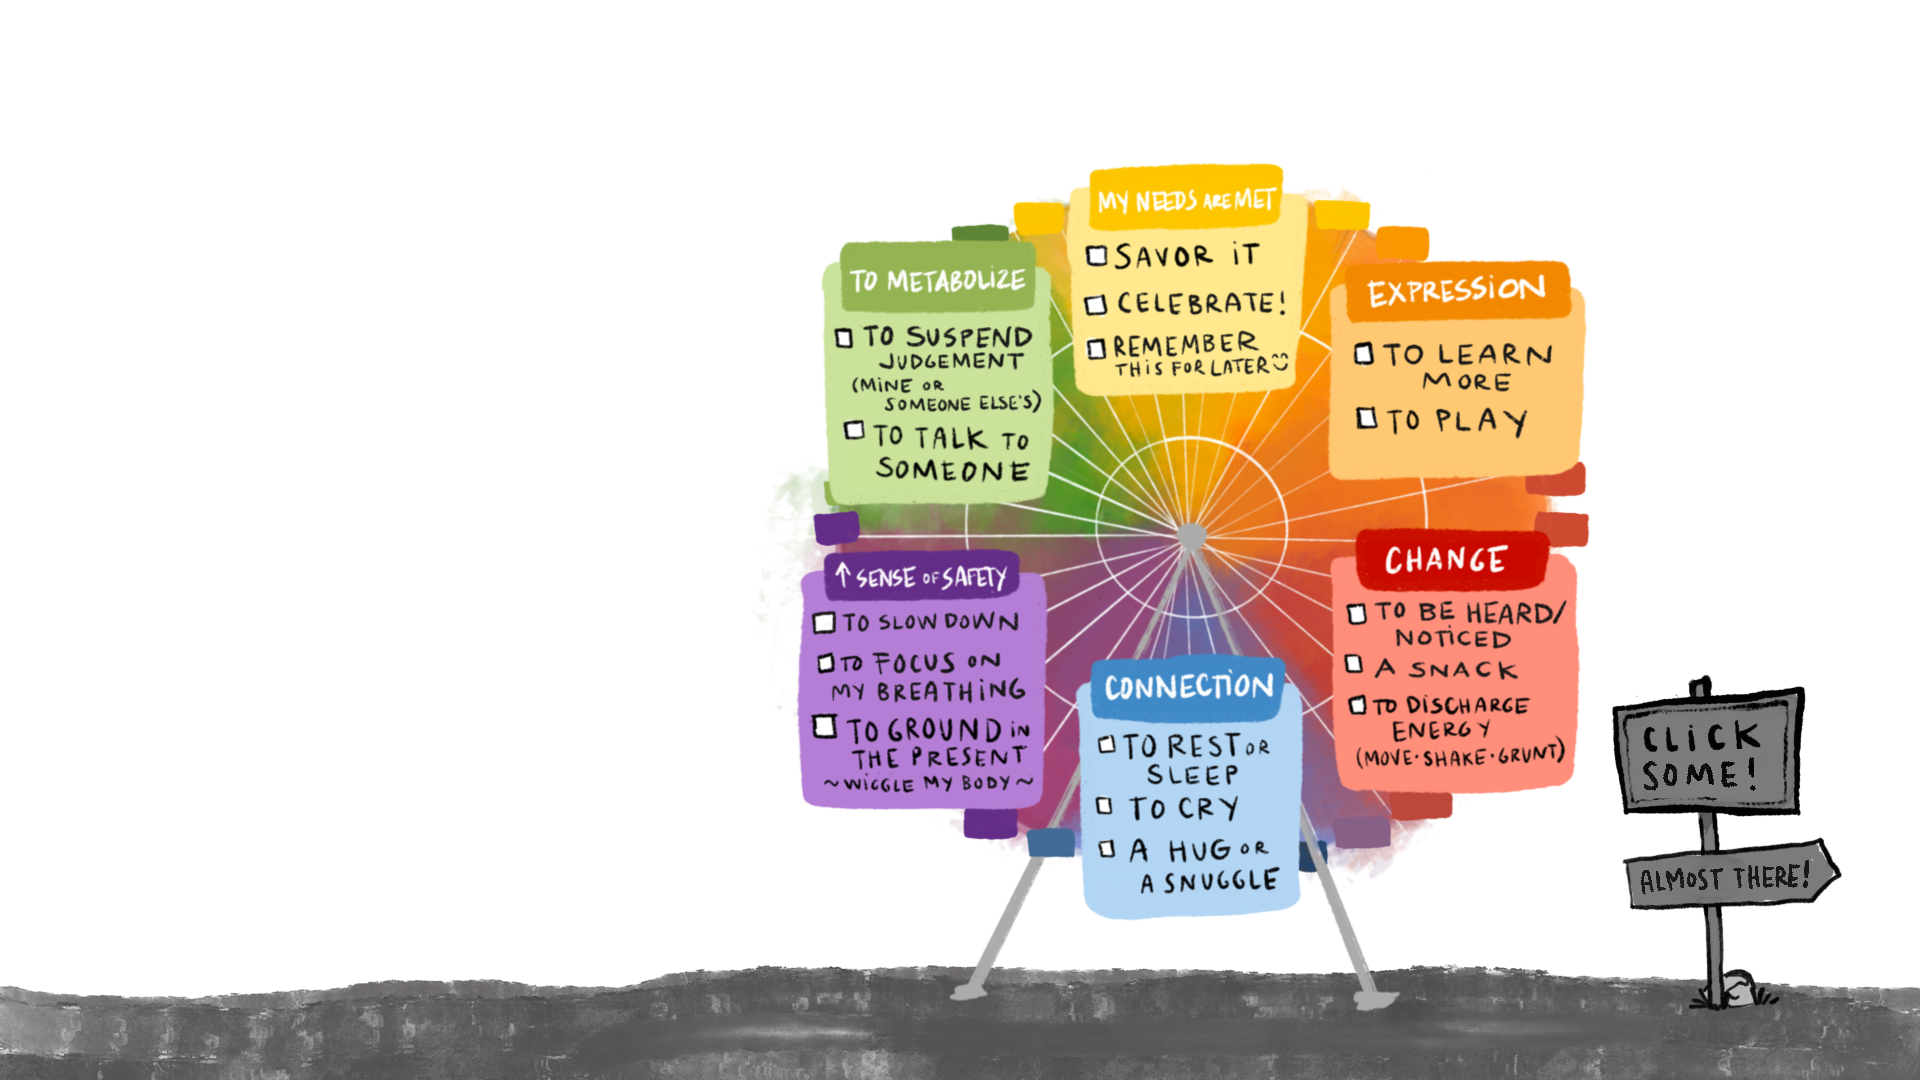 MY NEEDS ARE MET
SAVOR iT
CELEBRATE!
REMEMBER
THiS FOR LATER
TO METABOLIZE
TO SUSPEND
JUDGEMENT
(MiNE OR
SOMEONE ELSE'S)
TO TALK TO
SOMEONE
EXPRESSiON
TO LEARN
MORE
TO PLAY
↑ SENSE OF SAFETY
TO SLOW DOWN
TO FOCUS ON
MY BREATHiNG
TO GROUND iN
THE PRESENT
~ WiGGLE MY BODY ~
CONNECTiON
TO REST OR
SLEEP
TO CRY
A HUG OR
A SNUGGLE
CHANGE
TO BE HEARD/
NOTiCED
A SNACK
TO DiSCHARGE
ENERGY
(MOVE·SHAKE·GRUNT)
CLiCK
SOME!
ALMOST THERE!